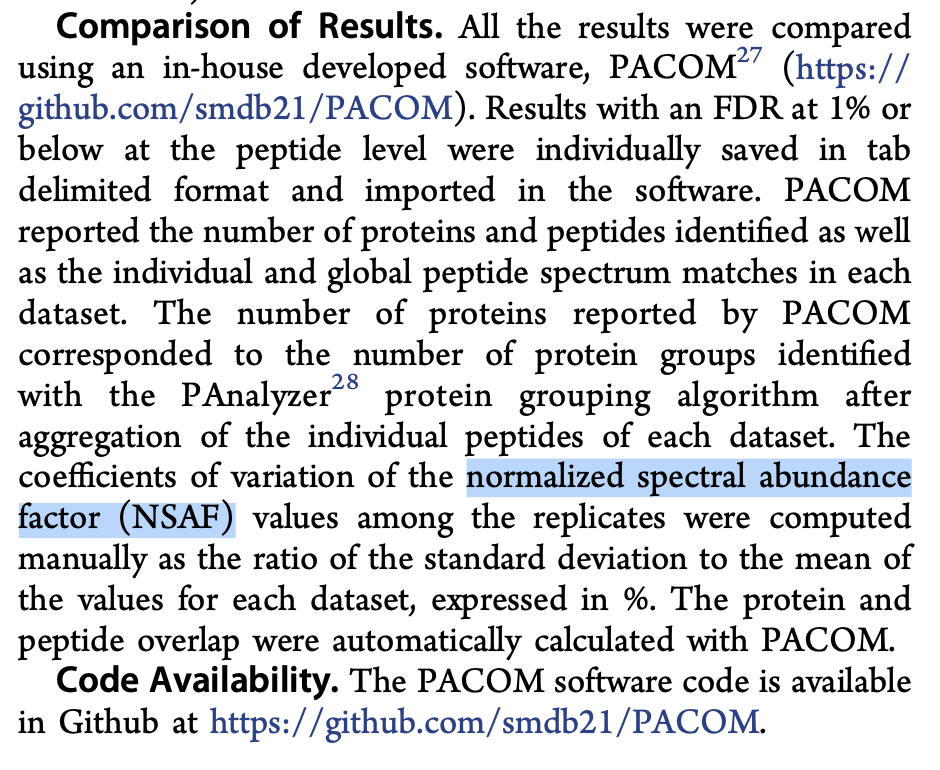 Comparison of Results. All the results were compared
using an in-house developed software, PACOM27 (https://
github.com/smdb21/PACOM). Results with an FDR at 1% or
below at the peptide level were individually saved in tab
delimited format and imported in the software. PACOM
reported the number of proteins and peptides identified as well
as the individual and global peptide spectrum matches in each
dataset. The number of proteins reported by PACOM
corresponded to the number of protein groups identified
with the PAnalyzer28 protein grouping algorithm after
aggregation of the individual peptides of each dataset. The
coefficients of variation of the normalized spectral abundance
factor (NSAF) values among the replicates were computed
manually as the ratio of the standard deviation to the mean of
the values for each dataset, expressed in %. The protein and
peptide overlap were automatically calculated with PACOM.
Code Availability. The PACOM software code is available
in Github at https://github.com/smdb21/PACOM.